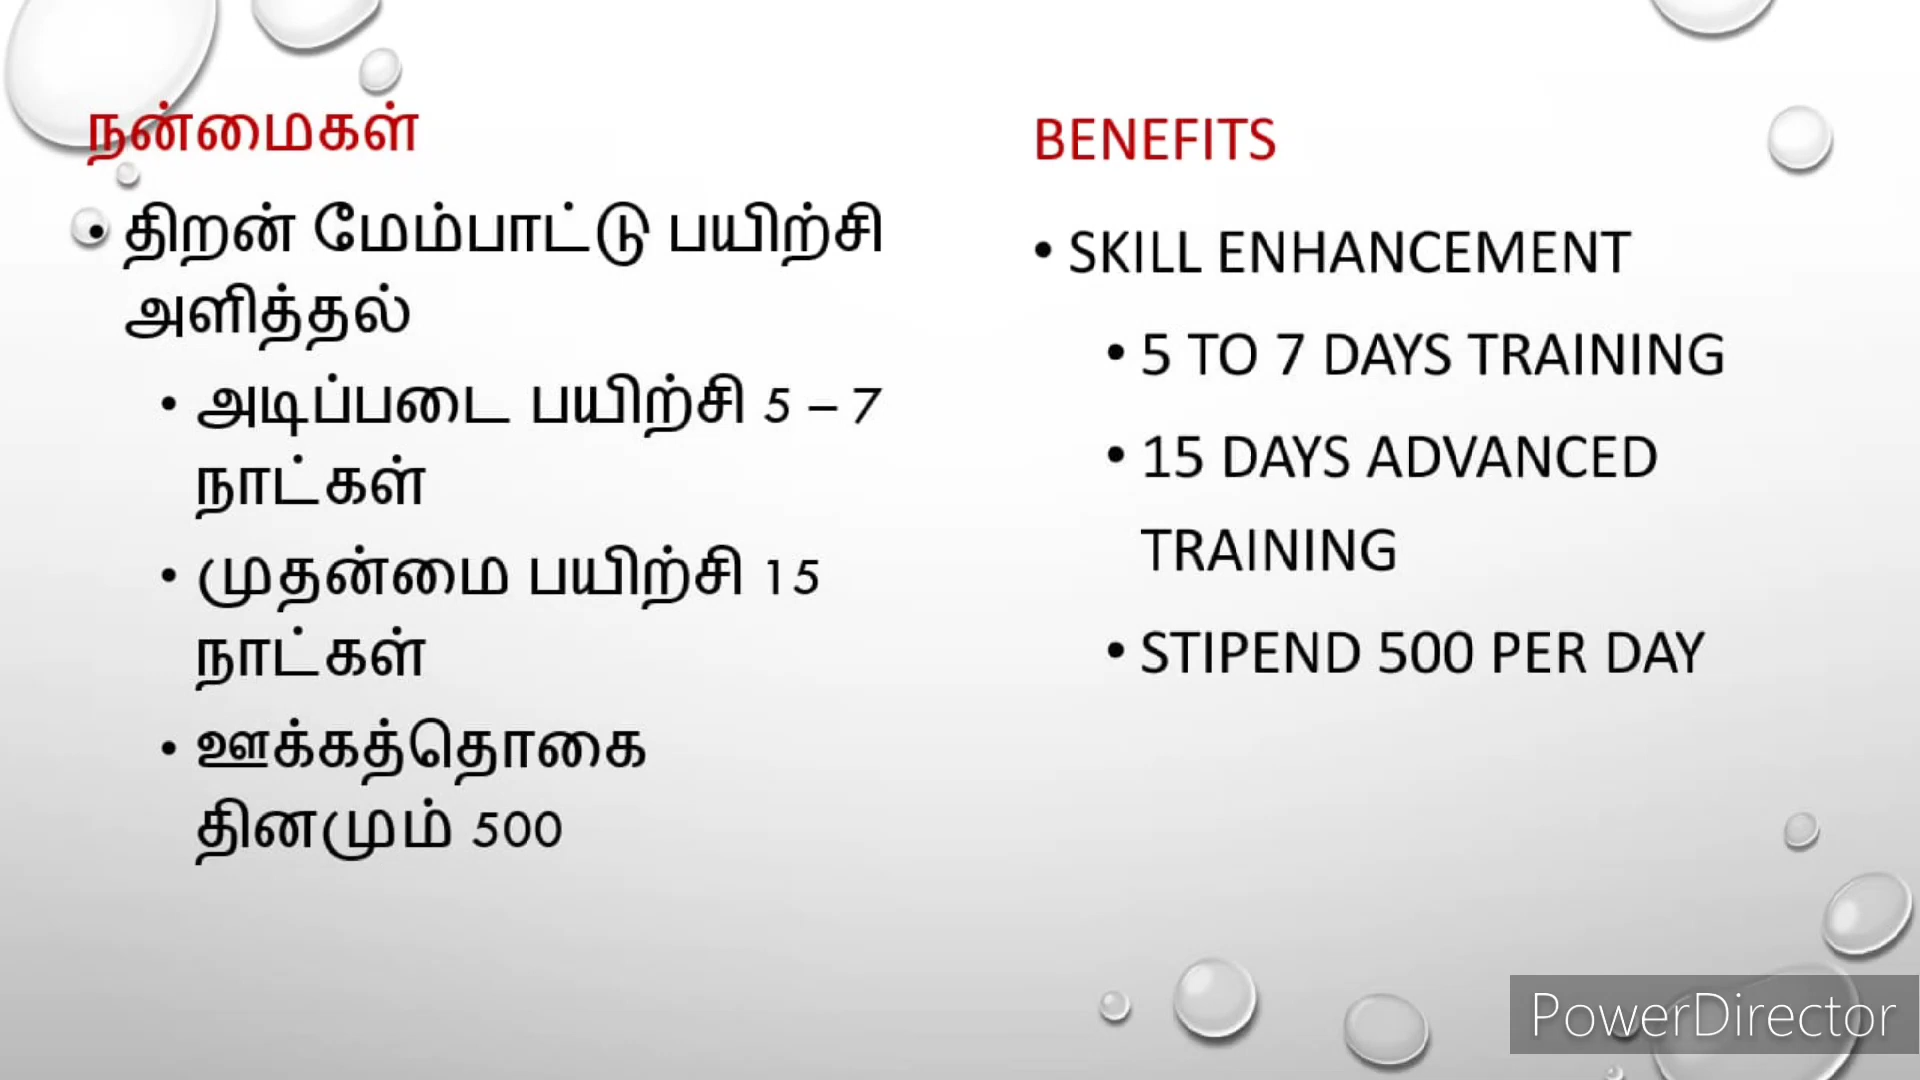 நன்மைகள்
• திறன் மேம்பாட்டு பயிற்சி
அளித்தல்
• அடிப்படை பயிற்சி 5 – 7
நாட்கள்
• முதன்மை பயிற்சி 15
நாட்கள்
• ஊக்கத்தொகை
தினமும் 500
BENEFITS
• SKILL ENHANCEMENT
• 5 TO 7 DAYS TRAINING
• 15 DAYS ADVANCED
TRAINING
• STIPEND 500 PER DAY
PowerDirector